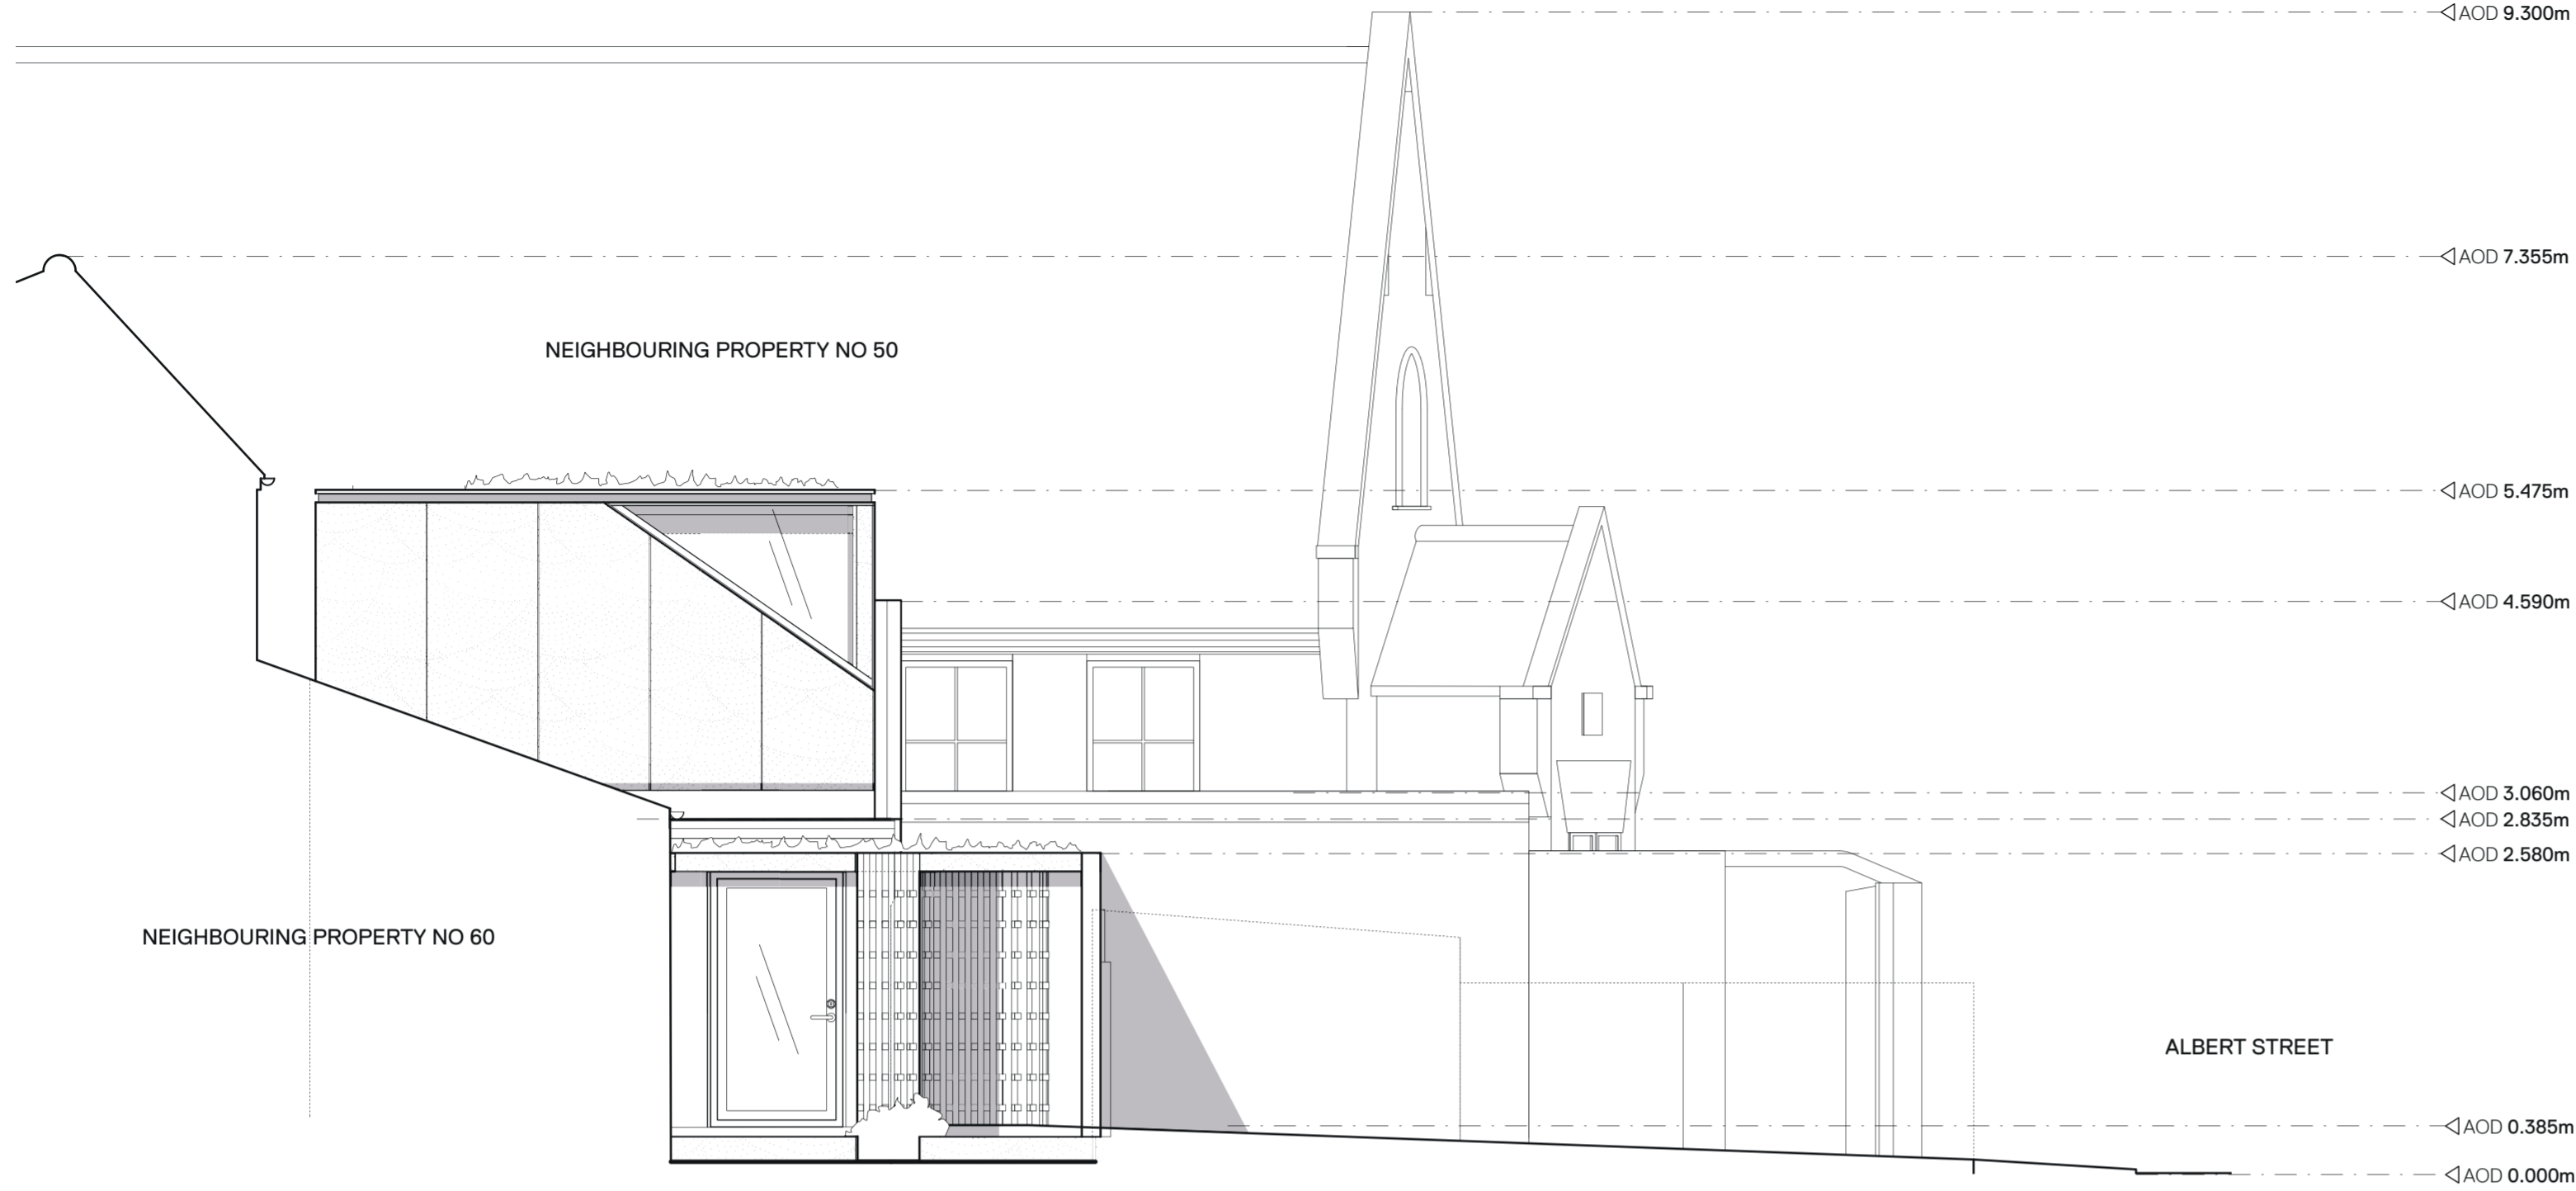 AOD 9.300m
AOD 7.355m
NEIGHBOURING PROPERTY NO 50
AOD 5.475m
AOD 4.590m
AOD 3.060m
AOD 2.835m
AOD 2.580m
NEIGHBOURING PROPERTY NO 60
ALBERT STREET
AOD 0.385m
AOD 0.000m